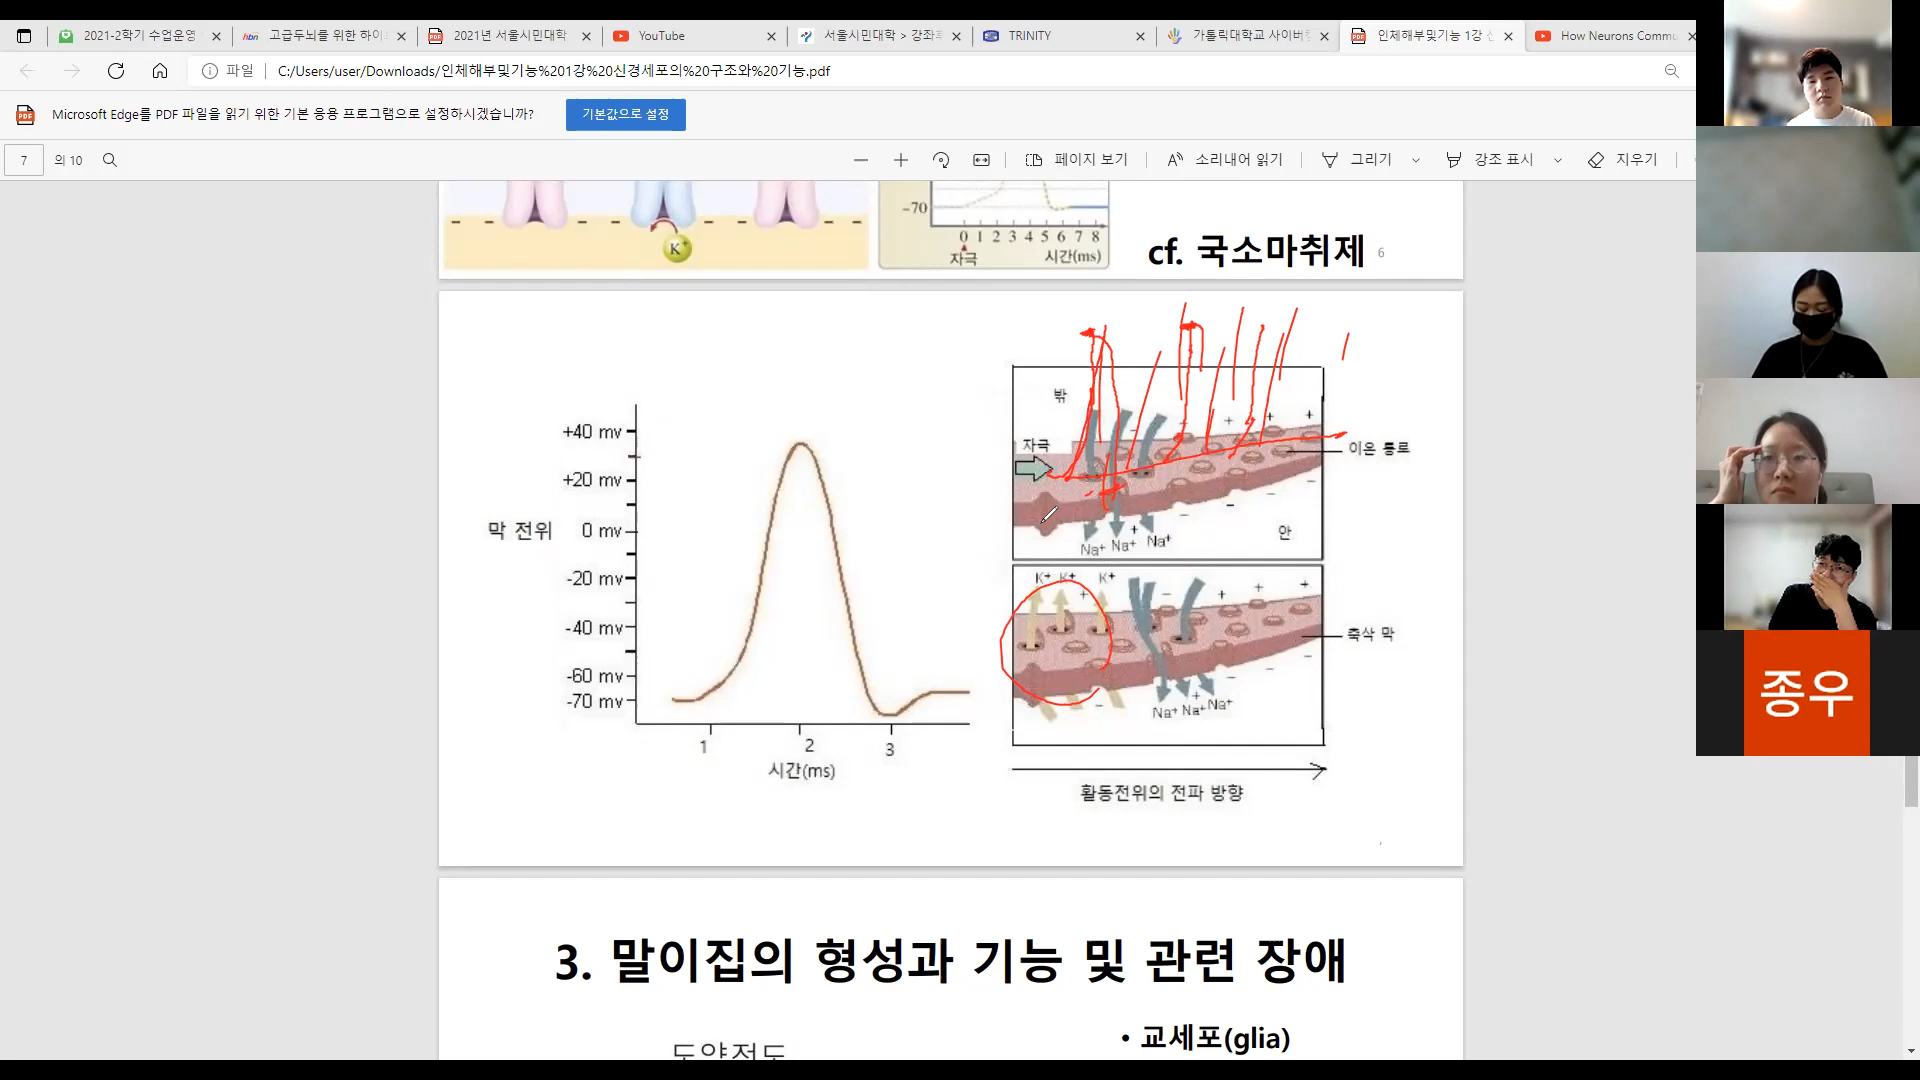 2021-2학기 수업운영
hbn 고급두뇌를 위한 하이
2021년 서울시민대학
YouTube
서울시민대학 > 강좌
TRINITY
가톨릭대학교 사이버
인체해부및기능 1강
How Neurons Commu
파일 C:/Users/user/Downloads/인체해부및기능%201강%20신경세포의%20구조와%20기능.pdf
PDF Microsoft Edge를 PDF 파일을 읽기 위한 기본 응용 프로그램으로 설정하시겠습니까? 기본값으로 설정
7 의 10
페이지 보기
소리내어 읽기
그리기
강조 표시
지우기
K+
-70
0 1 2 3 4 5 6 7 8
자극 시간(ms)
cf. 국소마취제 6
+40 mv
+20 mv
막 전위 0 mv
-20 mv
-40 mv
-60 mv
-70 mv
1 2 3
시간(ms)
밖
자극
이온 통로
안
Na+ Na+ Na+
K+ K+ K+
축삭 막
Na+ Na+ Na+
활동전위의 전파 방향
3. 말이집의 형성과 기능 및 관련 장애
도약전도
• 교세포(glia)
종우